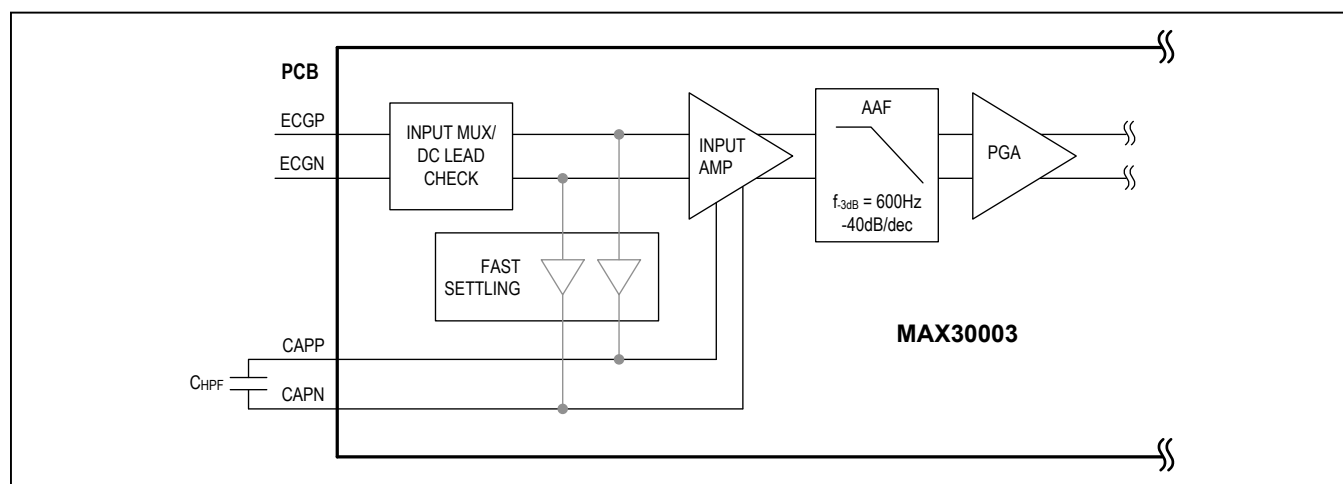 PCB
ECGP
ECGN
INPUT MUX/
DC LEAD
CHECK
INPUT
AMP
AAF
f-3dB = 600Hz
-40dB/dec
PGA
FAST
SETTLING
MAX30003
CAPP
CHPF
CAPN